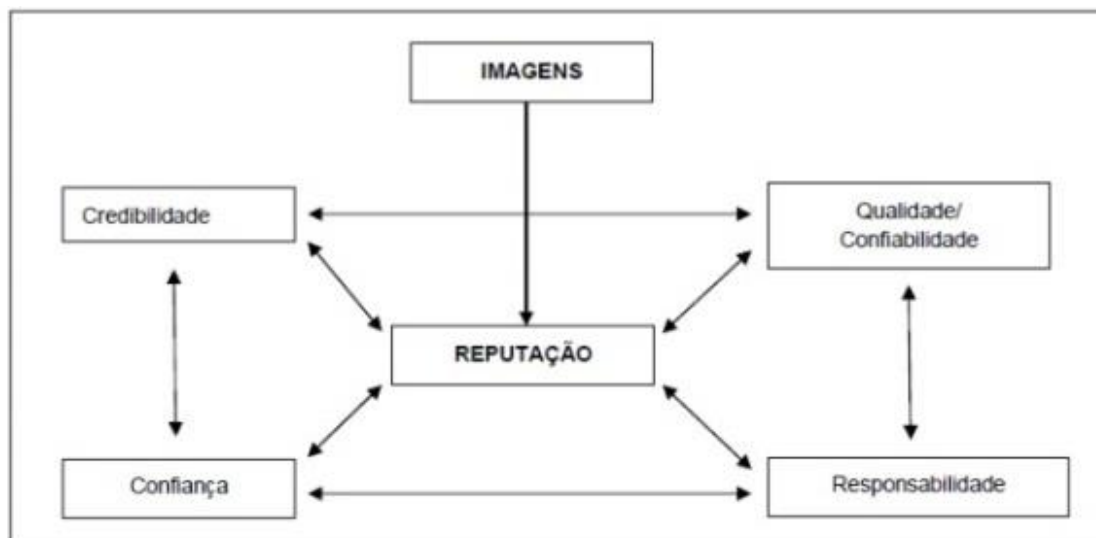 IMAGENS
Credibilidade
Qualidade/
Confiabilidade
REPUTAÇÃO
Confiança
Responsabilidade